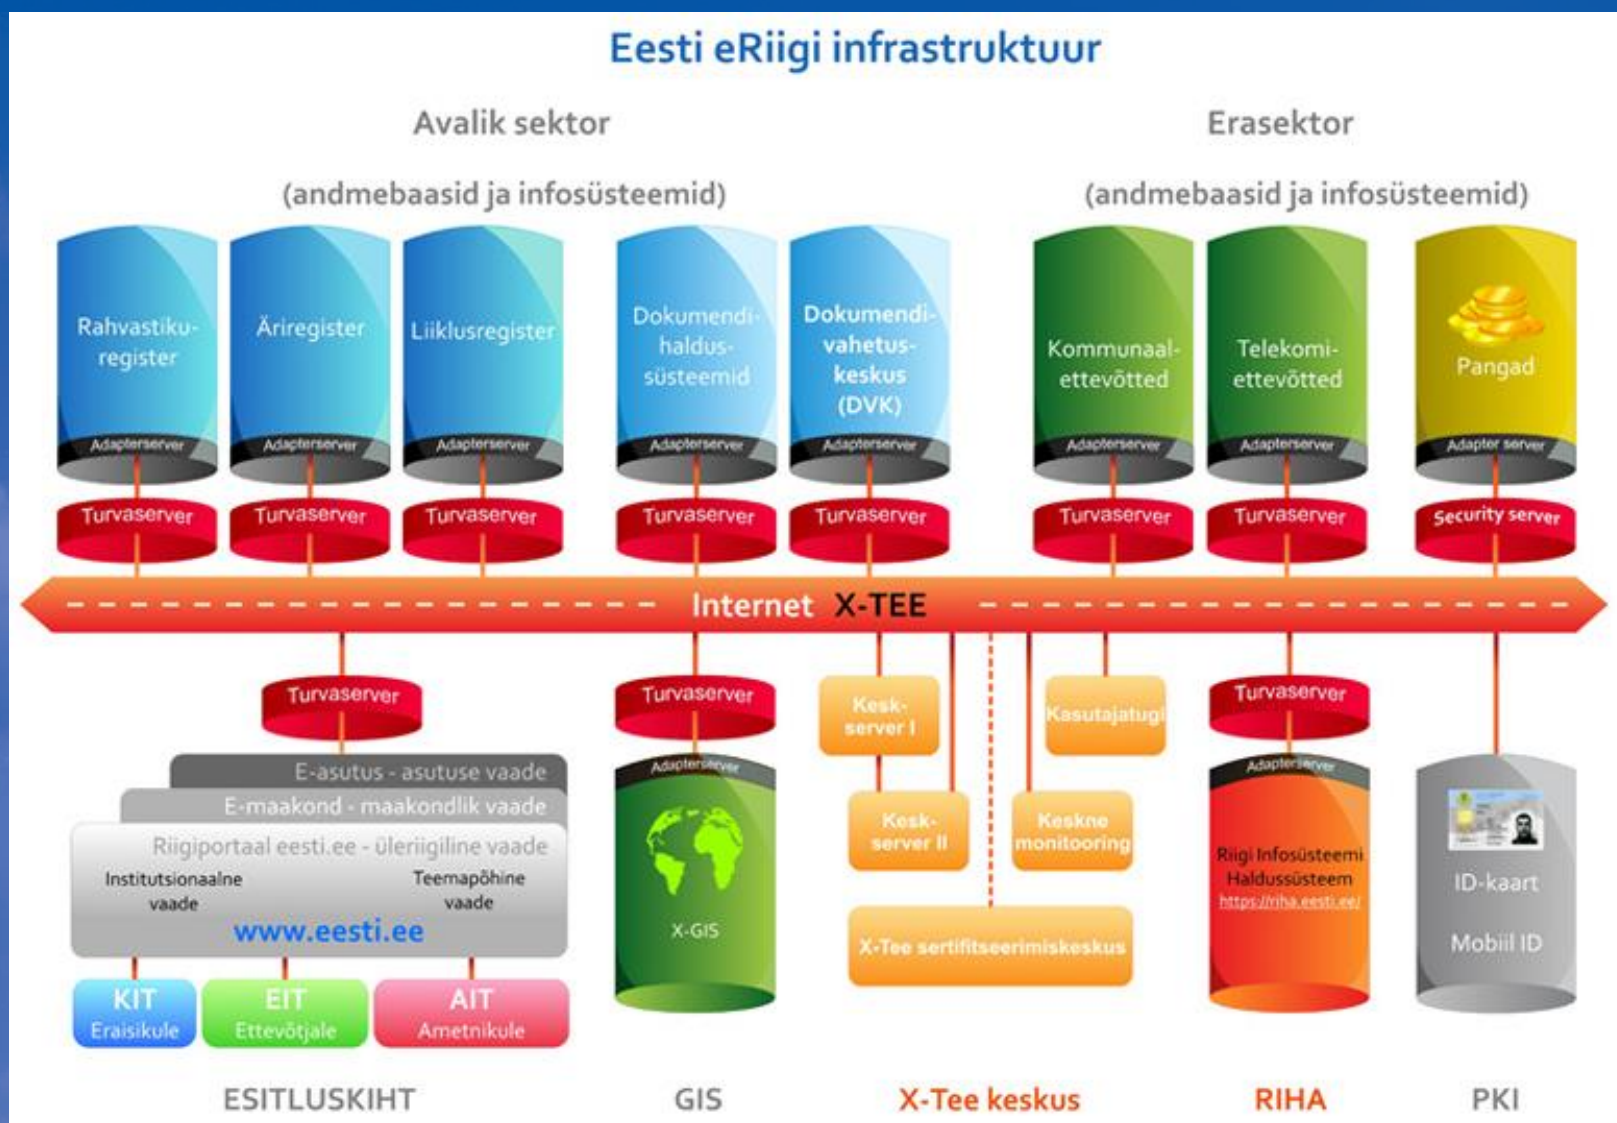 Eesti eRiigi infrastruktuur
Avalik sektor
Erasektor
(andmebaasid ja infosüsteemid)
(andmebaasid ja infosüsteemid)
Rahvastiku-
register
Äriregister
Liiklusregister
Dokumendi-
haldus-
süsteemid
Dokumendi-
vahetus-
keskus
(DVK)
Kommunaal-
ettevõtted
Telekomi-
ettevõtted
Pangad
Adapterserver
Adapterserver
Adapterserver
Adapterserver
Adapterserver
Adapterserver
Adapterserver
Adapter server
Turvaserver
Turvaserver
Turvaserver
Turvaserver
Turvaserver
Turvaserver
Turvaserver
Security server
Internet X-TEE
Turvaserver
E-asutus - asutuse vaade
E-maakond - maakondlik vaade
Riigiportaal eesti.ee - üleriigiline vaade
Institutsionaalne
vaade
Teemapõhine
vaade
www.eesti.ee
KIT
Eraisikule
EIT
Ettevõtjale
AIT
Ametnikule
Turvaserver
Adapterserver
X-GIS
Kesk-
server I
Kesk-
server II
Kasutajatugi
Keskne
monitooring
X-Tee sertifitseerimiskeskus
Turvaserver
Adapterserver
Riigi Infosüsteemi
Haldussüsteem
https://riha.eesti.ee/
ID-kaart
Mobiil ID
ESITLUSKIHT
GIS
X-Tee keskus
RIHA
PKI